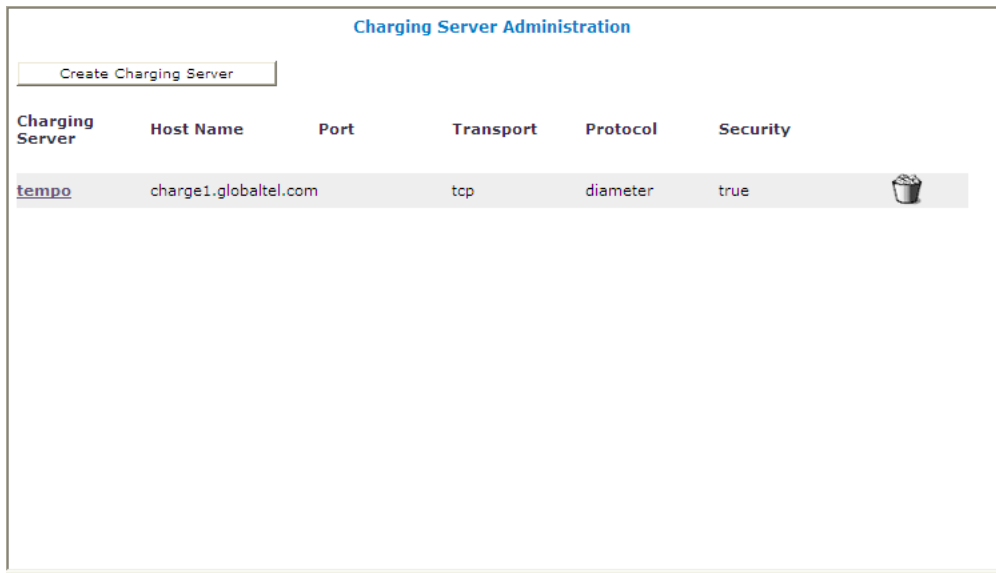 Charging Server Administration
Create Charging Server
Charging Server Host Name Port Transport Protocol Security
tempo charge1.globaltel.com tcp diameter true